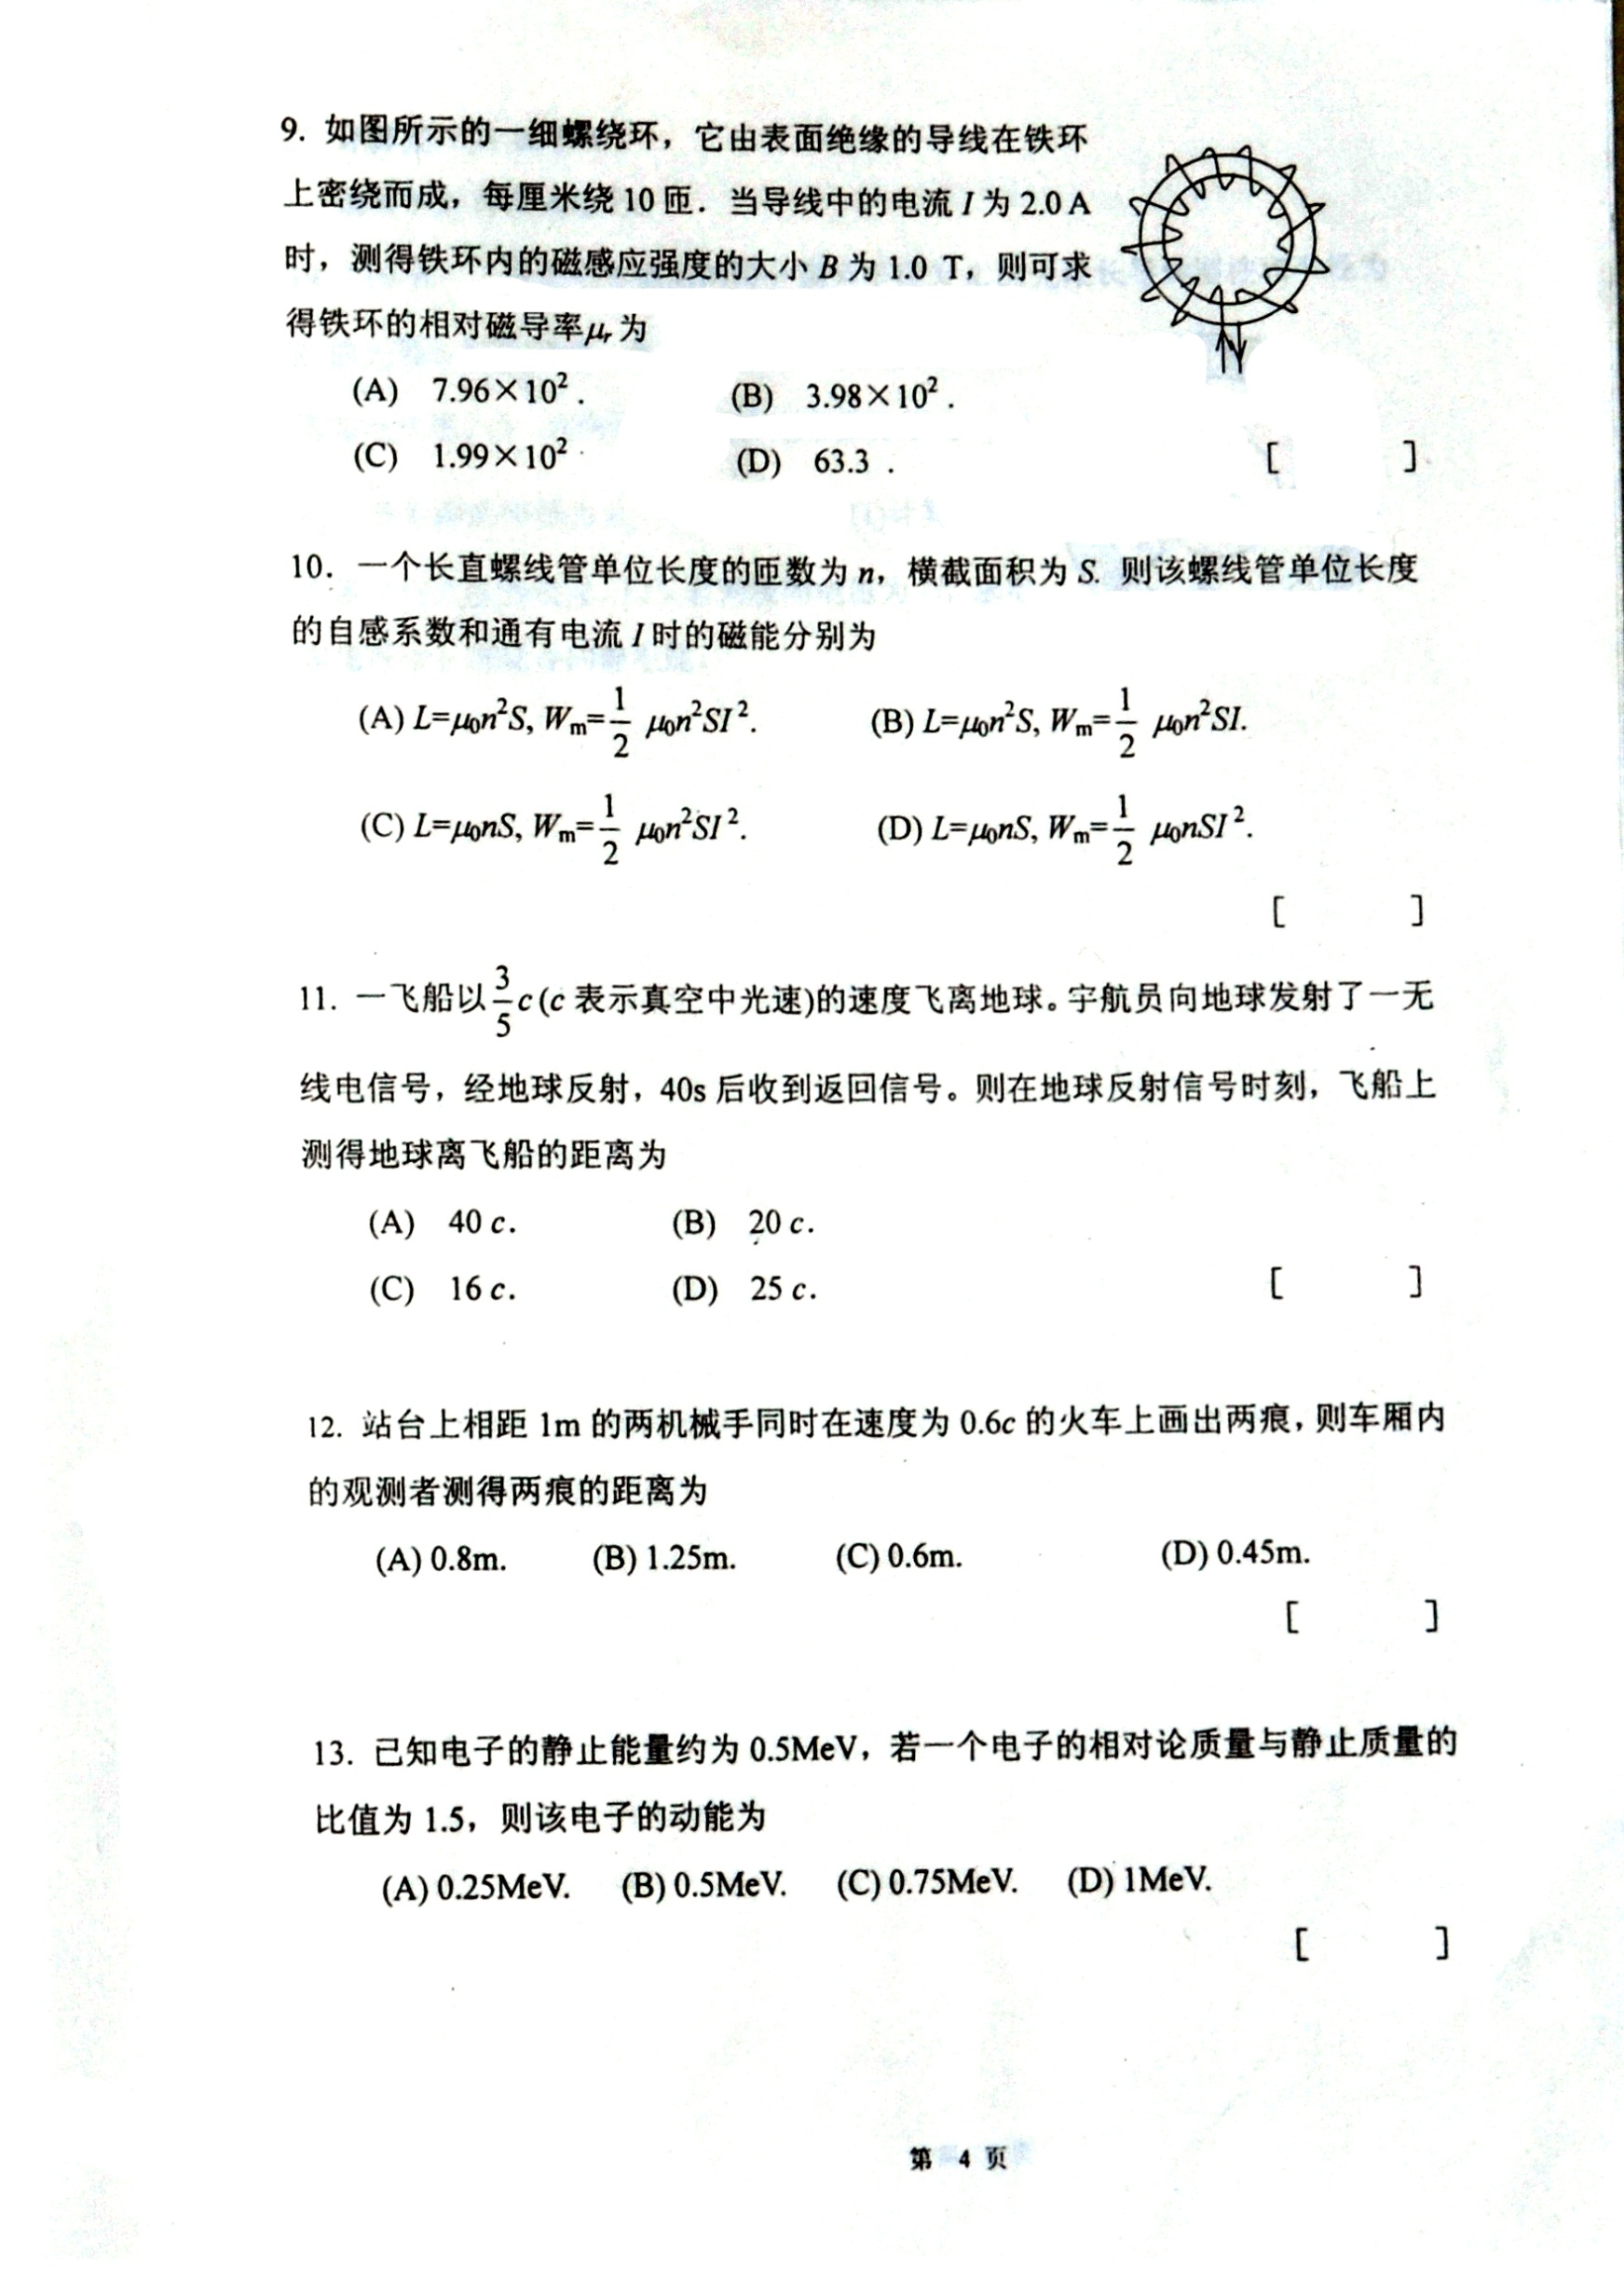 9. 如图所示的一细螺绕环，它由表面绝缘的导线在铁环
上密绕而成，每厘米绕 10 匝．当导线中的电流 I 为 2.0 A
时，测得铁环内的磁感应强度的大小 B 为 1.0 T，则可求
得铁环的相对磁导率μr 为
(A) 7.96×10². (B) 3.98×10².
(C) 1.99×10² (D) 63.3 . [ ]
10. 一个长直螺线管单位长度的匝数为 n，横截面积为 S. 则该螺线管单位长度
的自感系数和通有电流 I 时的磁能分别为
(A) L=μ₀n²S, Wm=1/2 μ₀n²SI². (B) L=μ₀n²S, Wm=1/2 μ₀n²SI.
(C) L=μ₀nS, Wm=1/2 μ₀n²SI². (D) L=μ₀nS, Wm=1/2 μ₀nSI².
[ ]
11. 一飞船以3/5 c (c 表示真空中光速)的速度飞离地球。宇航员向地球发射了一无
线电信号，经地球反射，40s 后收到返回信号。则在地球反射信号时刻，飞船上
测得地球离飞船的距离为
(A) 40 c. (B) 20 c.
(C) 16 c. (D) 25 c. [ ]
12. 站台上相距 1m 的两机械手同时在速度为 0.6c 的火车上画出两痕，则车厢内
的观测者测得两痕的距离为
(A) 0.8m. (B) 1.25m. (C) 0.6m. (D) 0.45m.
[ ]
13. 已知电子的静止能量约为 0.5MeV，若一个电子的相对论质量与静止质量的
比值为 1.5，则该电子的动能为
(A) 0.25MeV. (B) 0.5MeV. (C) 0.75MeV. (D) 1MeV.
[ ]
第 4 页